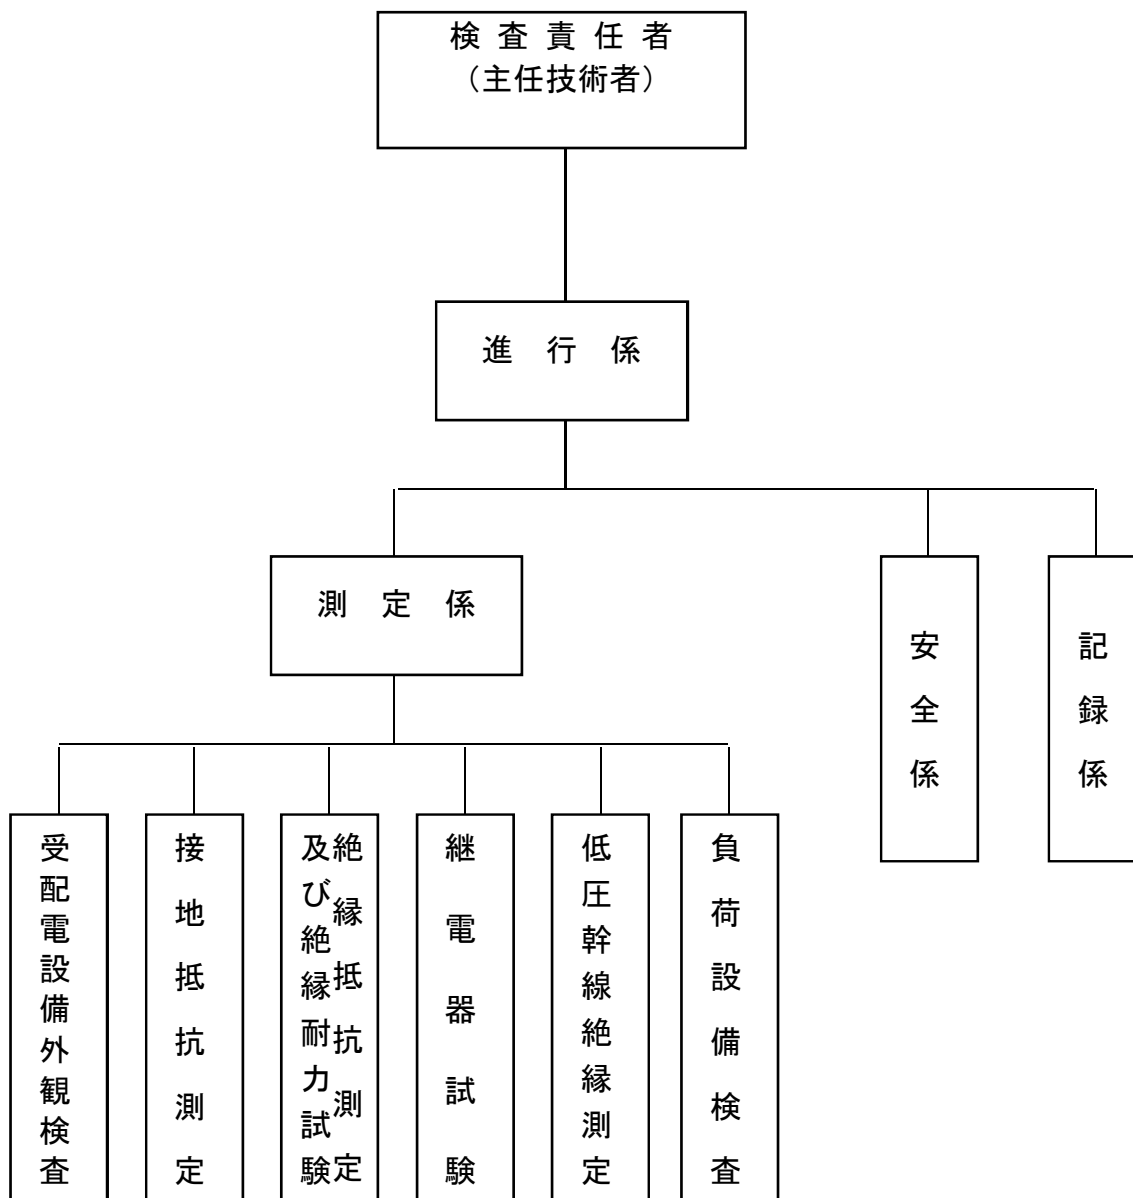 検査責任者
（主任技術者）
進行係
測定係
安全係
記録係
受配電設備外観検査
接地抵抗測定
絶縁抵抗測定
及び絶縁耐力試験
継電器試験
低圧幹線絶縁測定
負荷設備検査